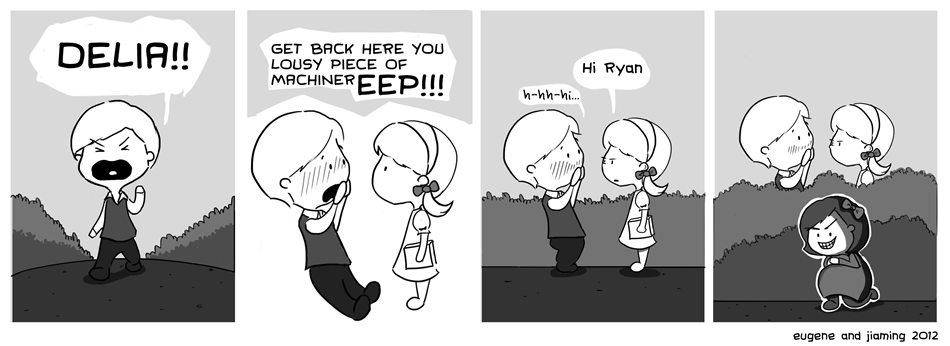 DELIA!!
GET BACK HERE YOU
LOUSY PIECE OF
MACHINEREEP!!!
h-hh-hi...
Hi Ryan
eugene and jiaming 2012